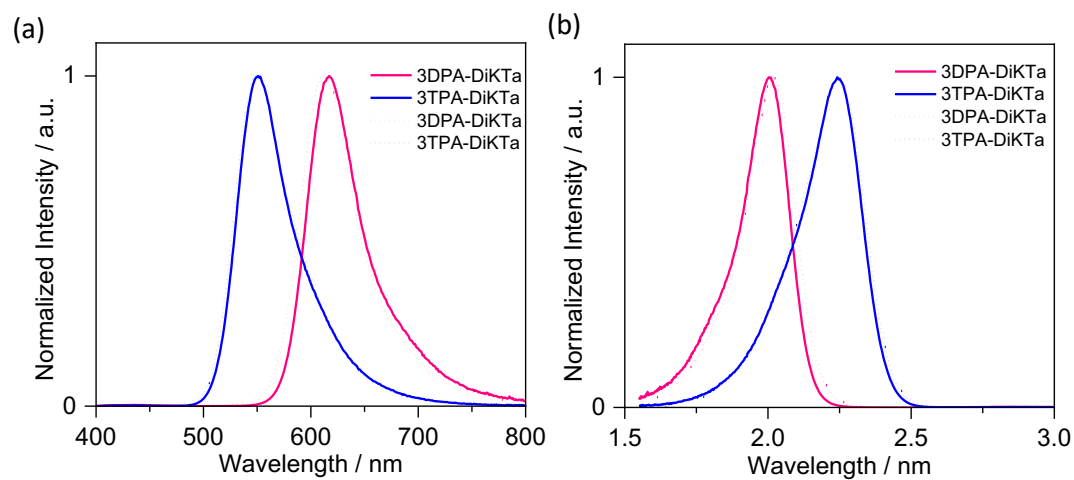 (a)
Normalized Intensity / a.u.
1
0
3DPA-DiKTa
3TPA-DiKTa
3DPA-DiKTa
3TPA-DiKTa
400 500 600 700 800
Wavelength / nm
(b)
Normalized Intensity / a.u.
1
0
3DPA-DiKTa
3TPA-DiKTa
3DPA-DiKTa
3TPA-DiKTa
1.5 2.0 2.5 3.0
Wavelength / nm